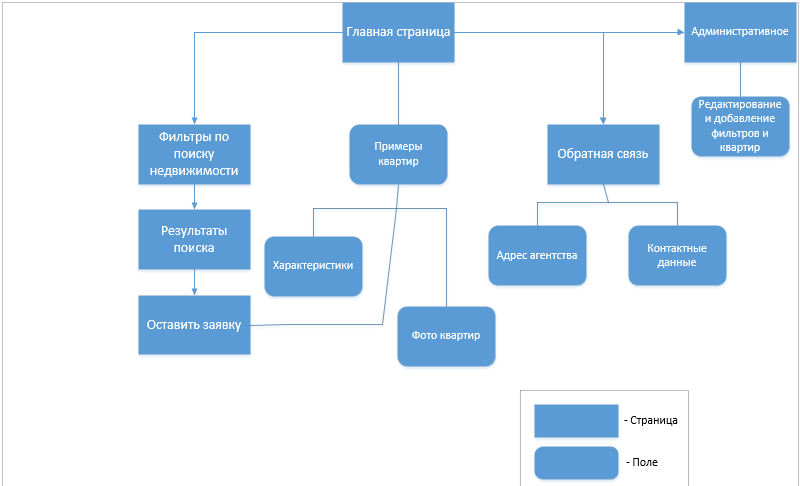 Главная страница
Административное
Фильтры по
поиску
недвижимости
Примеры
квартир
Обратная связь
Редактирование
и добавление
фильтров и
квартир
Результаты
поиска
Характеристики
Адрес агентства
Контактные
данные
Оставить заявку
Фото квартир
- Страница
- Поле